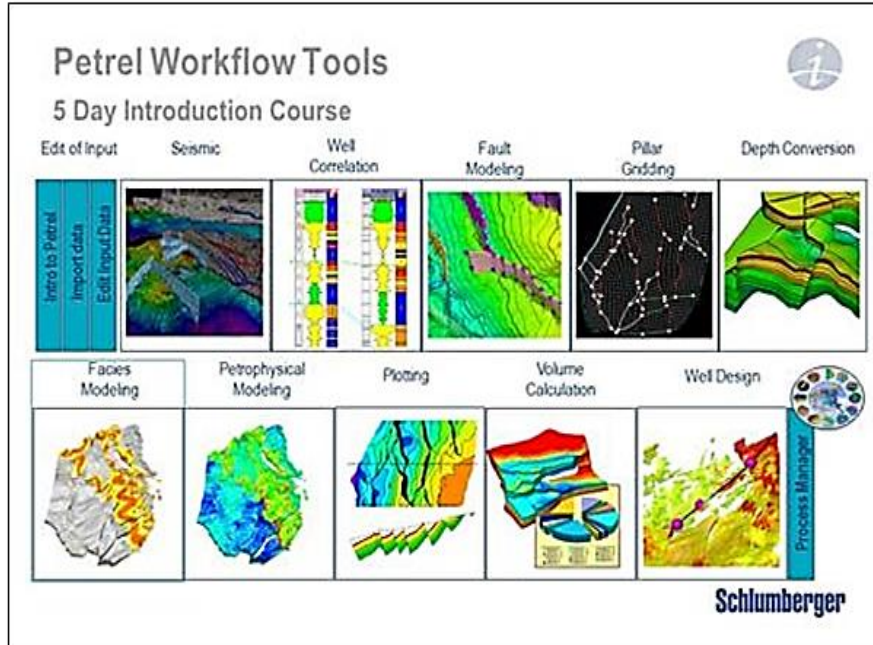 Petrel Workflow Tools
5 Day Introduction Course
Edit of Input
Seismic
Well
Correlation
Fault
Modeling
Pillar
Gridding
Depth Conversion
Intro to Petrel
Import data
Edit Input Data
Facies
Modeling
Petrophysical
Modeling
Plotting
Volume
Calculation
Well Design
Process Manager
Schlumberger